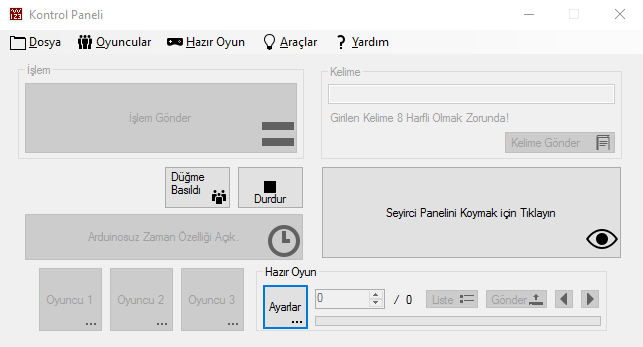 Kontrol Paneli
Dosya Oyuncular Hazır Oyun Araçlar ? Yardım
İşlem
İşlem Gönder
Kelime
Girilen Kelime 8 Harfli Olmak Zorunda!
Kelime Gönder
Düğme
Basıldı
Durdur
Seyirci Panelini Koymak için Tıklayın
Arduinosuz Zaman Özelliği Açık.
Oyuncu 1 ...
Oyuncu 2 ...
Oyuncu 3 ...
Hazır Oyun
Ayarlar ...
0 / 0
Liste
Gönder